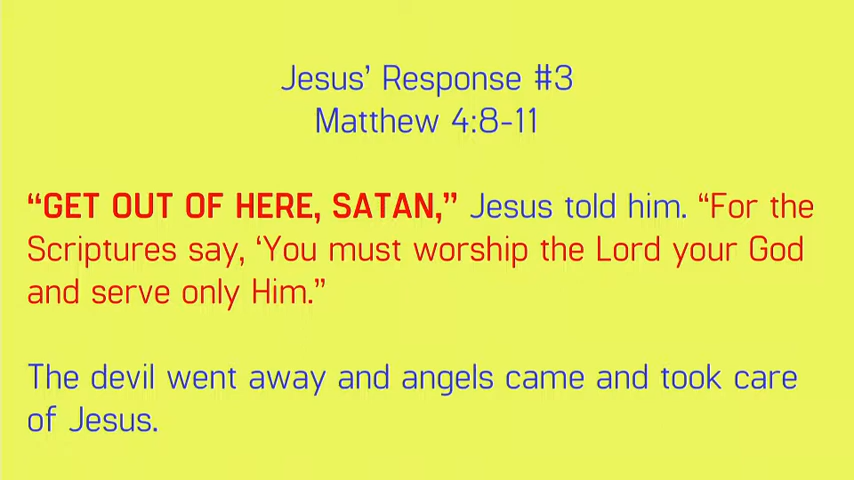 Jesus’ Response #3
Matthew 4:8-11
“GET OUT OF HERE, SATAN,” Jesus told him. “For the
Scriptures say, ‘You must worship the Lord your God
and serve only Him.”
The devil went away and angels came and took care
of Jesus.